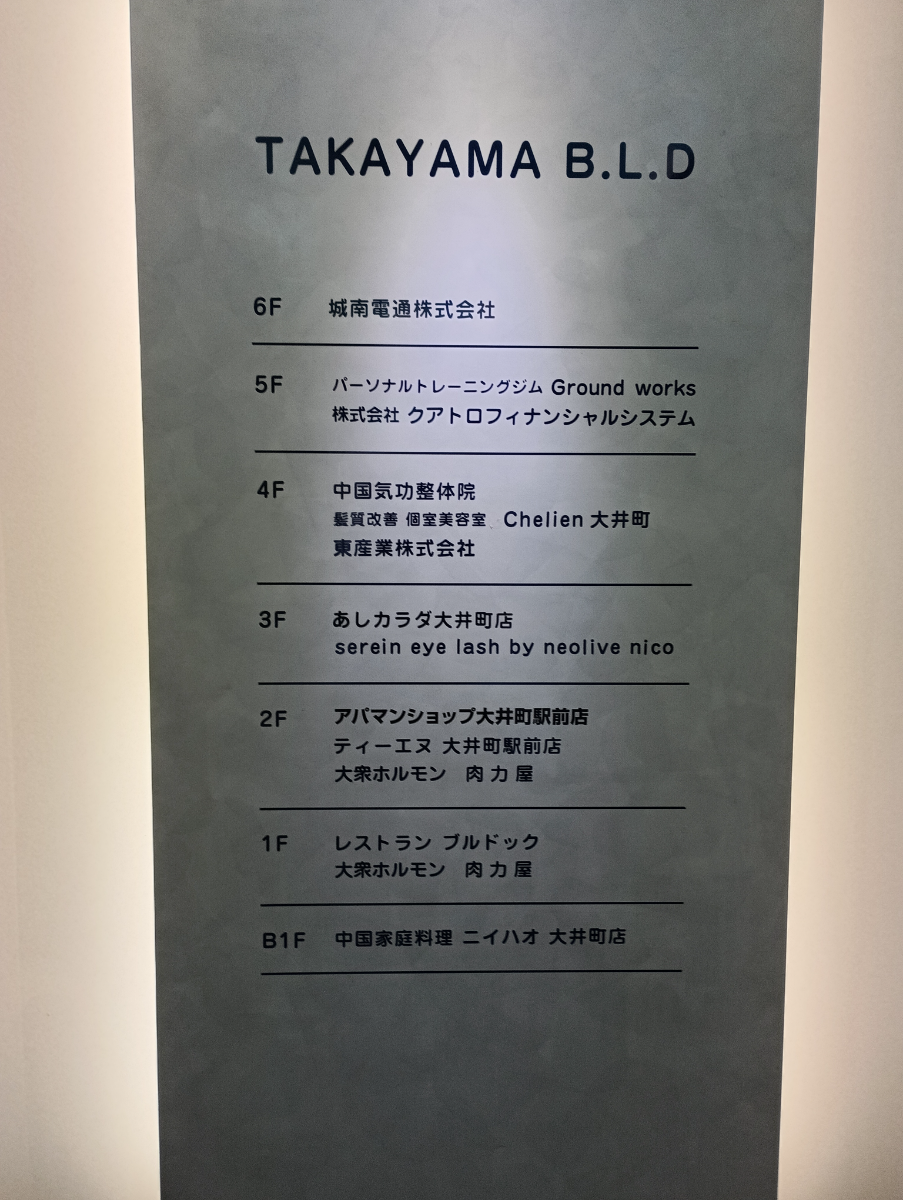 TAKAYAMA B.L.D
6F 城南電通株式会社
5F パーソナルトレーニングジム Ground works
株式会社 クアトロフィナンシャルシステム
4F 中国気功整体院
髪質改善 個室美容室 Chelien 大井町
東産業株式会社
3F あしカラダ大井町店
serein eye lash by neolive nico
2F アパマンショップ大井町駅前店
ティーエヌ 大井町駅前店
大衆ホルモン 肉力屋
1F レストラン ブルドック
大衆ホルモン 肉力屋
B1F 中国家庭料理 ニイハオ 大井町店